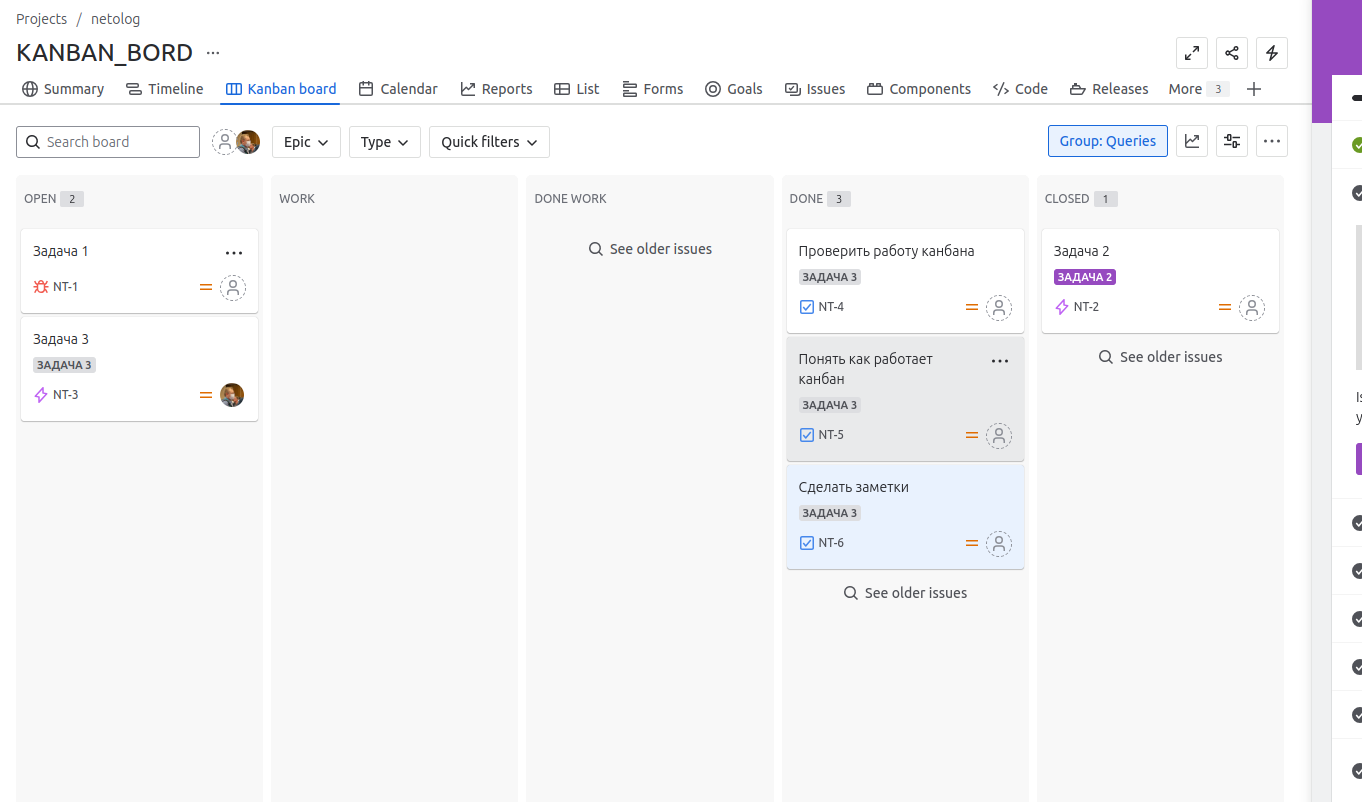 Projects / netolog
KANBAN_BORD ...
Summary Timeline Kanban board Calendar Reports List Forms Goals Issues Components Code Releases More 3
Search board Epic Type Quick filters Group: Queries
OPEN 2
Задача 1
NT-1
Задача 3
ЗАДАЧА 3
NT-3
WORK
DONE WORK
See older issues
DONE 3
Проверить работу канбана
ЗАДАЧА 3
NT-4
Понять как работает
канбан
ЗАДАЧА 3
NT-5
Сделать заметки
ЗАДАЧА 3
NT-6
See older issues
CLOSED 1
Задача 2
ЗАДАЧА 2
NT-2
See older issues